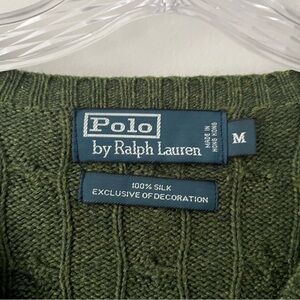 Polo
by Ralph Lauren
MADE IN
HONG KONG
M
100% SILK
EXCLUSIVE OF DECORATION